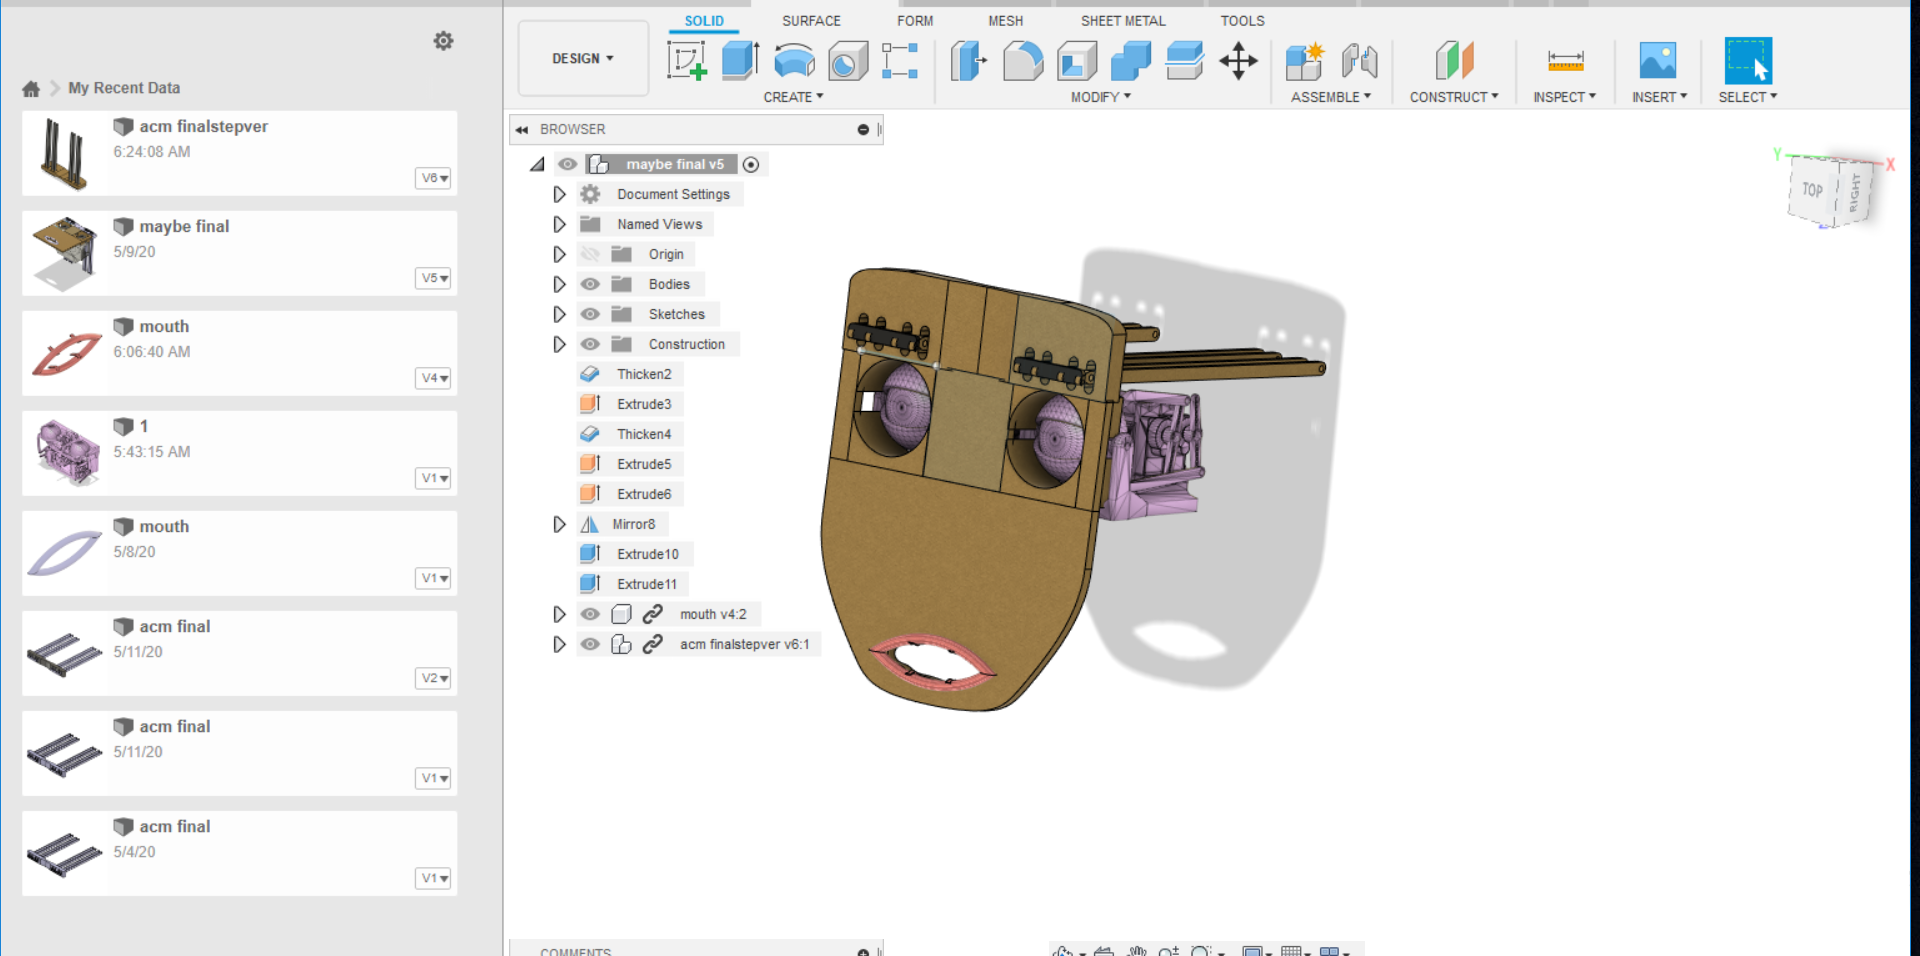 My Recent Data
acm finalstepver
6:24:08 AM
V6
maybe final
5/9/20
V5
mouth
6:06:40 AM
V4
1
5:43:15 AM
V1
mouth
5/8/20
V1
acm final
5/11/20
V2
acm final
5/11/20
V1
acm final
5/4/20
V1
SOLID SURFACE FORM MESH SHEET METAL TOOLS
DESIGN
CREATE MODIFY ASSEMBLE CONSTRUCT INSPECT INSERT SELECT
BROWSER
maybe final v5
Document Settings
Named Views
Origin
Bodies
Sketches
Construction
Thicken2
Extrude3
Thicken4
Extrude5
Extrude6
Mirror8
Extrude10
Extrude11
mouth v4:2
acm finalstepver v6:1
Y X
TOP RIGHT
COMMENTS